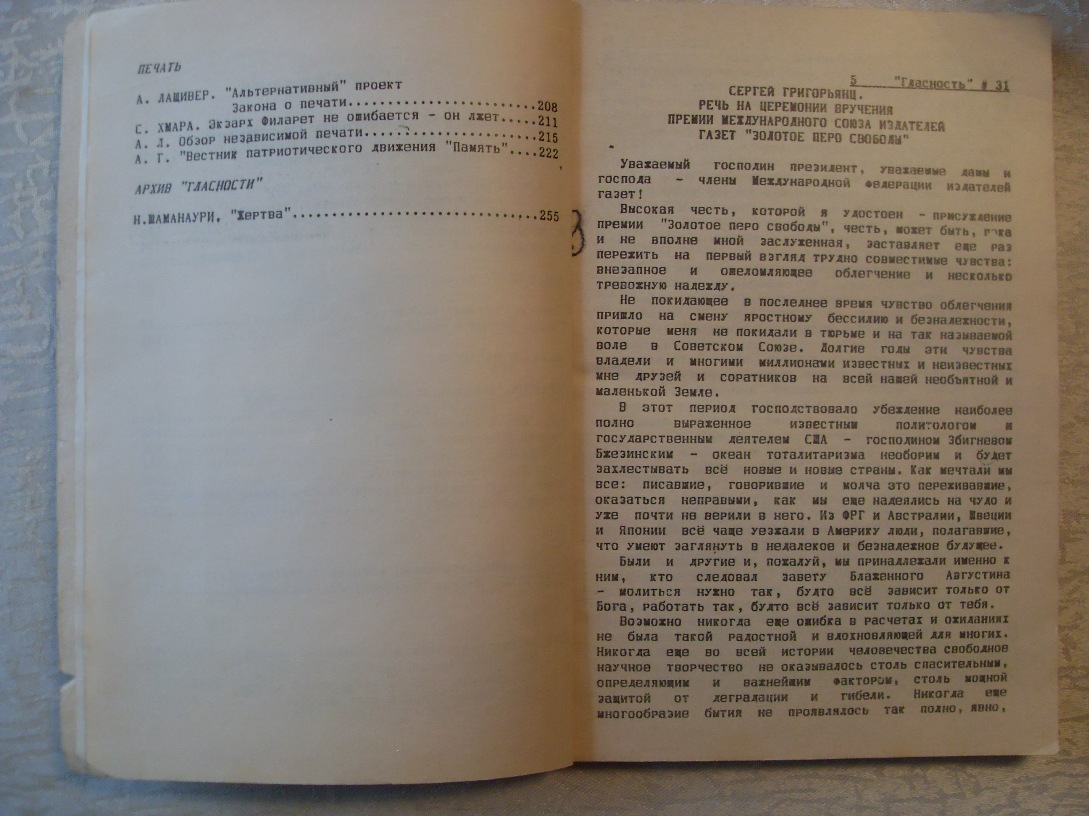 ПЕЧАТЬ
А. ЛАЩИВЕР. "Альтернативный" проект
Закона о печати........................208
С. ХМАРА. Экзарх Филарет не ошибается - он лжет.....211
А. Л. Обзор независимой печати......................215
А. Г. "Вестник патриотического движения "Память"....222
АРХИВ "ГЛАСНОСТИ"
Н.ШАМАНАУРИ, "Жертва"...............................255
5 "Гласность" # 31
СЕРГЕЙ ГРИГОРЬЯНЦ.
РЕЧЬ НА ЦЕРЕМОНИИ ВРУЧЕНИЯ
ПРЕМИИ МЕЖДУНАРОДНОГО СОЮЗА ИЗДАТЕЛЕЙ
ГАЗЕТ "ЗОЛОТОЕ ПЕРО СВОБОДЫ"
Уважаемый господин президент, уважаемые дамы и
господа - члены Международной Федерации издателей
газет!
Высокая честь, которой я удостоен - присуждение
премии "Золотое перо свободы", честь, может быть, пока
и не вполне мной заслуженная, заставляет еще раз
пережить на первый взгляд трудно совместимые чувства:
внезапное и ошеломляющее облегчение и несколько
тревожную надежду.
Не покидающее в последнее время чувство облегчения
пришло на смену яростному бессилию и безнадежности,
которые меня не покидали в тюрьме и на так называемой
воле в Советском Союзе. Долгие годы эти чувства
владели и многими миллионами известных и неизвестных
мне друзей и соратников на всей нашей необъятной и
маленькой Земле.
В этот период господствовало убеждение наиболее
полно выраженное известным политологом и
государственным деятелем США - господином Збигневом
Бжезинским - океан тоталитаризма необорим и будет
захлестывать всё новые и новые страны. Как мечтали мы
все: писавшие, говорившие и молча это переживавшие,
оказаться неправыми, как мы еще надеялись на чудо и
уже почти не верили в него. Из ФРГ и Австралии, Швеции
и Японии всё чаще уезжали в Америку люди, полагавшие,
что умеют заглянуть в недалекое и безнадежное будущее.
Были и другие и, пожалуй, мы принадлежали именно к
ним, кто следовал завету Блаженного Августина
- молиться нужно так, будто всё зависит только от
Бога, работать так, будто всё зависит только от тебя.
Возможно никогда еще ошибка в расчетах и ожиданиях
не была такой радостной и вдохновляющей для многих.
Никогда еще во всей истории человечества свободное
научное творчество не оказывалось столь спасительным,
определяющим и важнейшим фактором, столь мощной
защитой от деградации и гибели. Никогда еще
многообразие бытия не проявлялось так полно, явно,